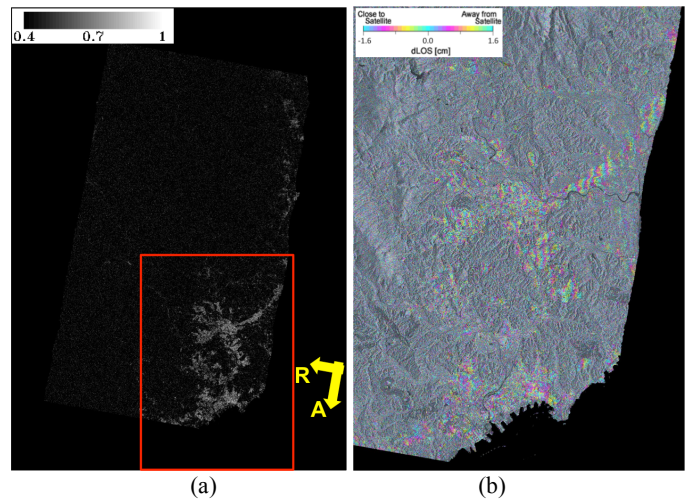 0.4 0.7 1
R
A
(a)
Close to Satellite
Away from Satellite
-1.6 0.0 1.6
dLOS [cm]
(b)